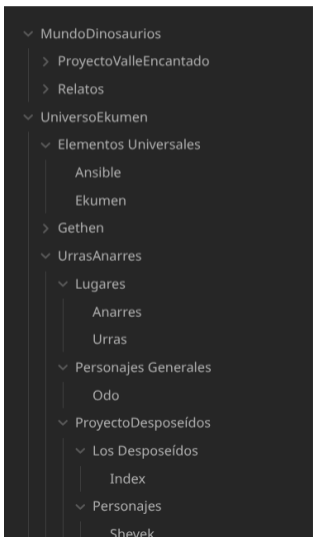 MundoDinosaurios
ProyectoValleEncantado
Relatos
UniversoEkumen
Elementos Universales
Ansible
Ekumen
Gethen
UrrasAnarres
Lugares
Anarres
Urras
Personajes Generales
Odo
ProyectoDesposeídos
Los Desposeídos
Index
Personajes
Shevek